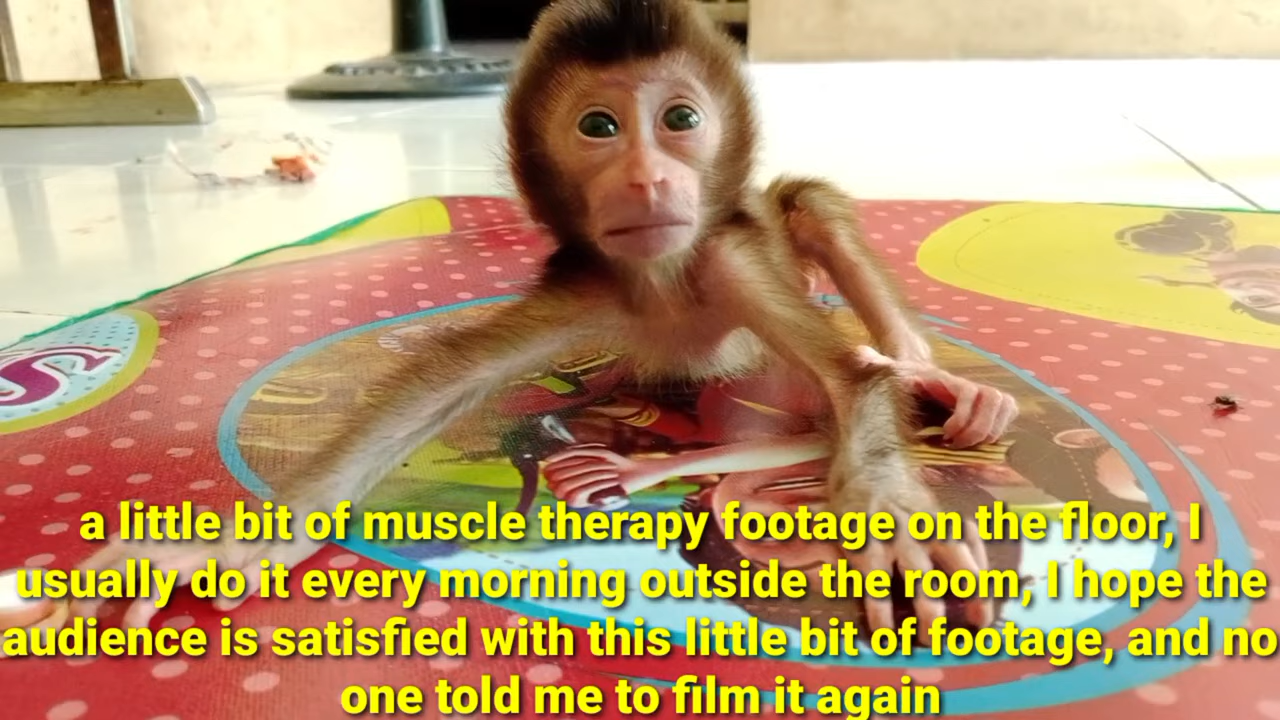 S
a little bit of muscle therapy footage on the floor, I
usually do it every morning outside the room, I hope the
audience is satisfied with this little bit of footage, and no
one told me to film it again